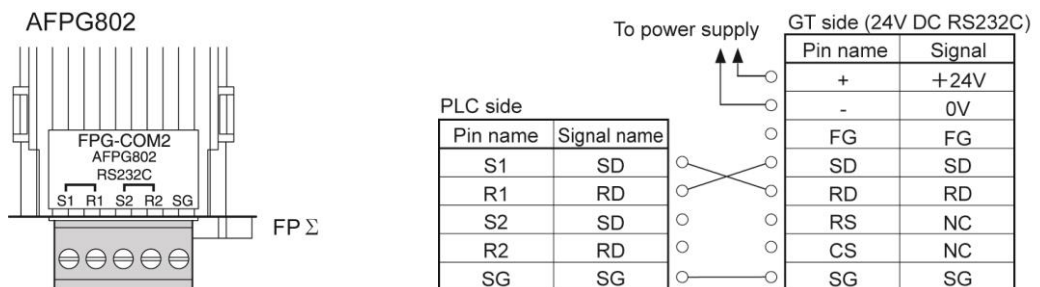 AFPG802
FPG-COM2
AFPG802
RS232C
S1 R1 S2 R2 SG
FPΣ
To power supply
PLC side
Pin name Signal name
S1 SD
R1 RD
S2 SD
R2 RD
SG SG
GT side (24V DC RS232C)
Pin name Signal
+ +24V
- 0V
FG FG
SD SD
RD RD
RS NC
CS NC
SG SG